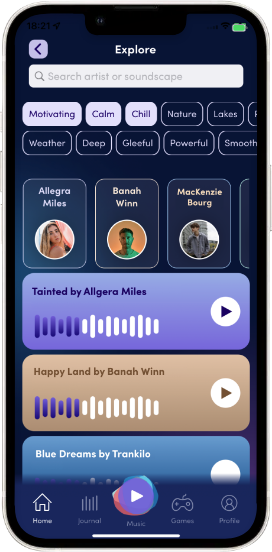 18:21
Explore
Search artist or soundscape
Motivating Calm Chill Nature Lakes
Weather Deep Gleeful Powerful Smooth
Allegra Miles
Banah Winn
MacKenzie Bourg
Tainted by Allgera Miles
Happy Land by Banah Winn
Blue Dreams by Trankilo
Home Journal Music Games Profile